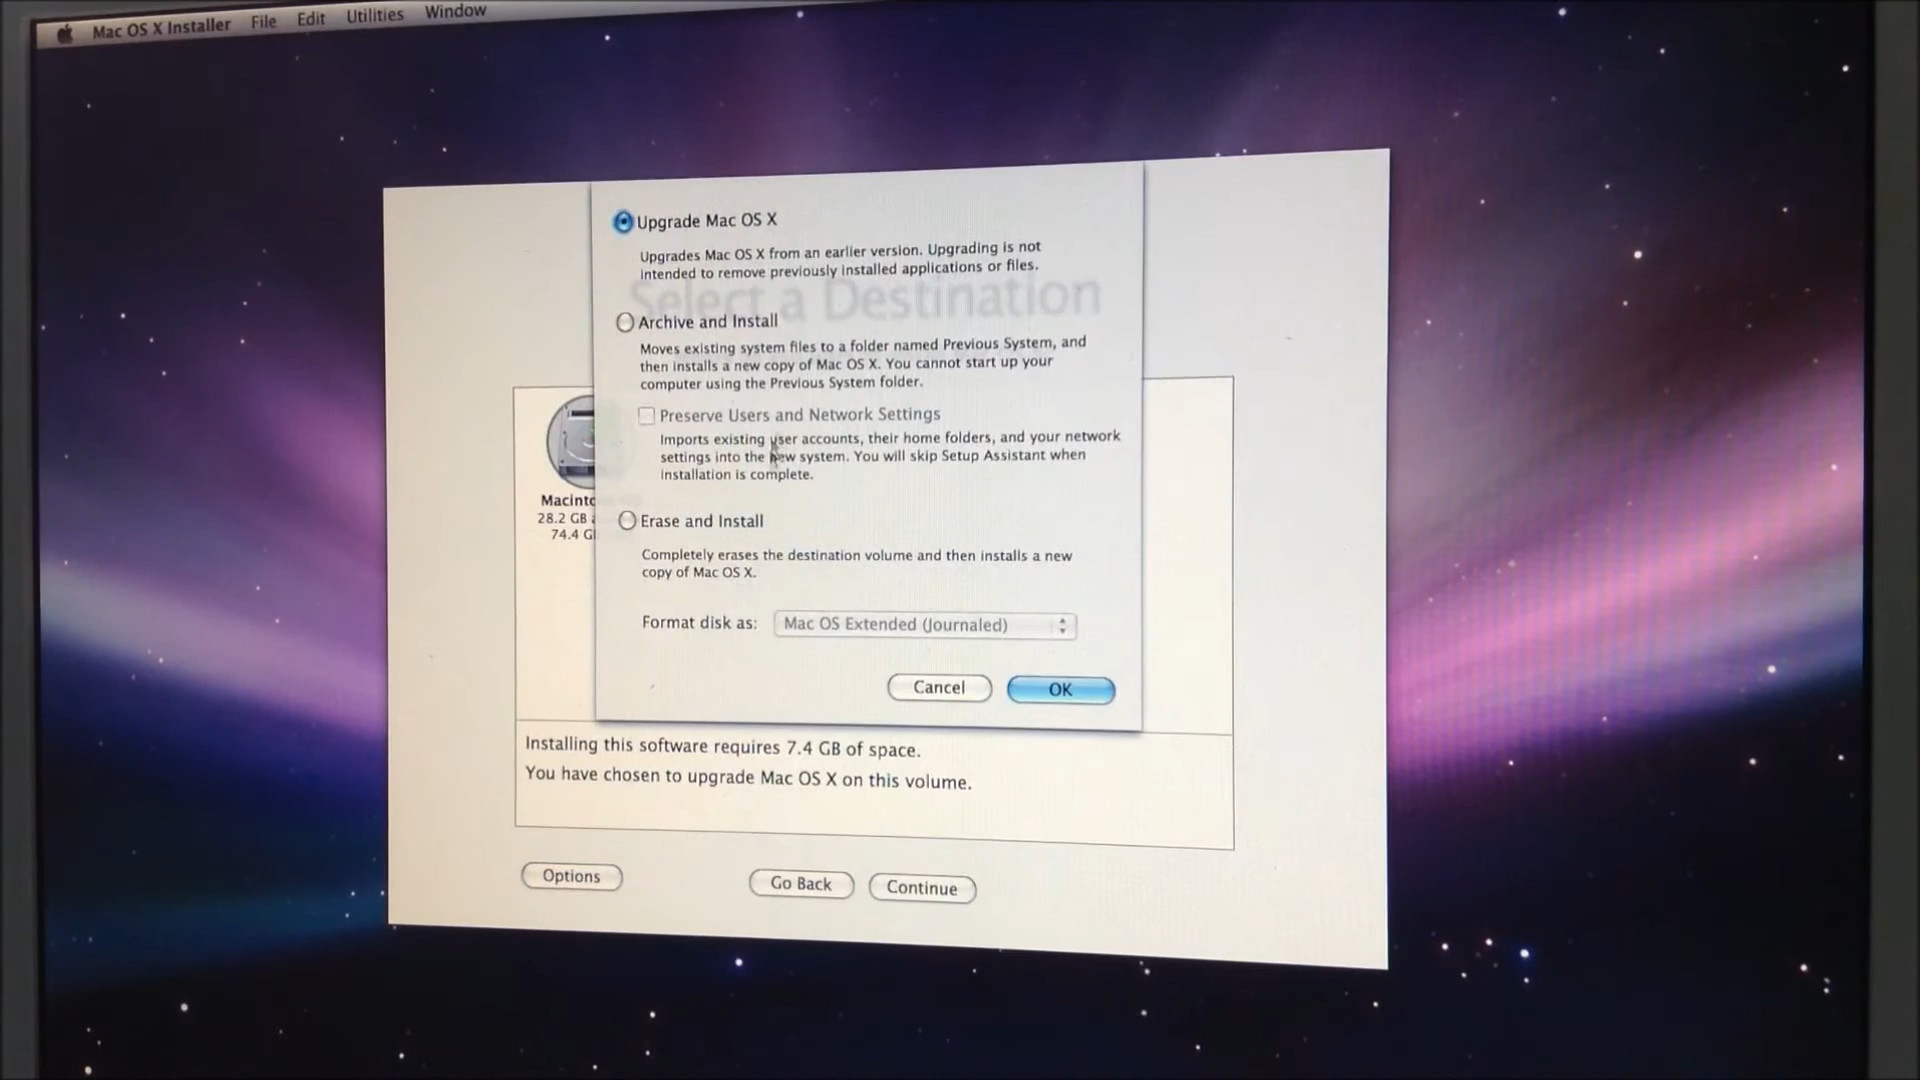 Mac OS X Installer File Edit Utilities Window
Upgrade Mac OS X
Upgrades Mac OS X from an earlier version. Upgrading is not
intended to remove previously installed applications or files.
Select a Destination
Archive and Install
Moves existing system files to a folder named Previous System, and
then installs a new copy of Mac OS X. You cannot start up your
computer using the Previous System folder.
Preserve Users and Network Settings
Imports existing user accounts, their home folders, and your network
settings into the new system. You will skip Setup Assistant when
installation is complete.
Macinto
28.2 GB
74.4 G
Erase and Install
Completely erases the destination volume and then installs a new
copy of Mac OS X.
Format disk as: Mac OS Extended (Journaled)
Cancel OK
Installing this software requires 7.4 GB of space.
You have chosen to upgrade Mac OS X on this volume.
Options Go Back Continue